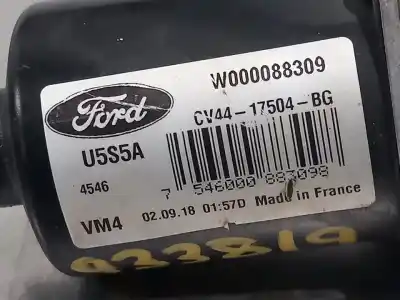 W000088309
Ford
CV44-17504-BG
U5S5A
4546
7 546000 883098
VM4
02.09.18 01:57D Made in France
933819